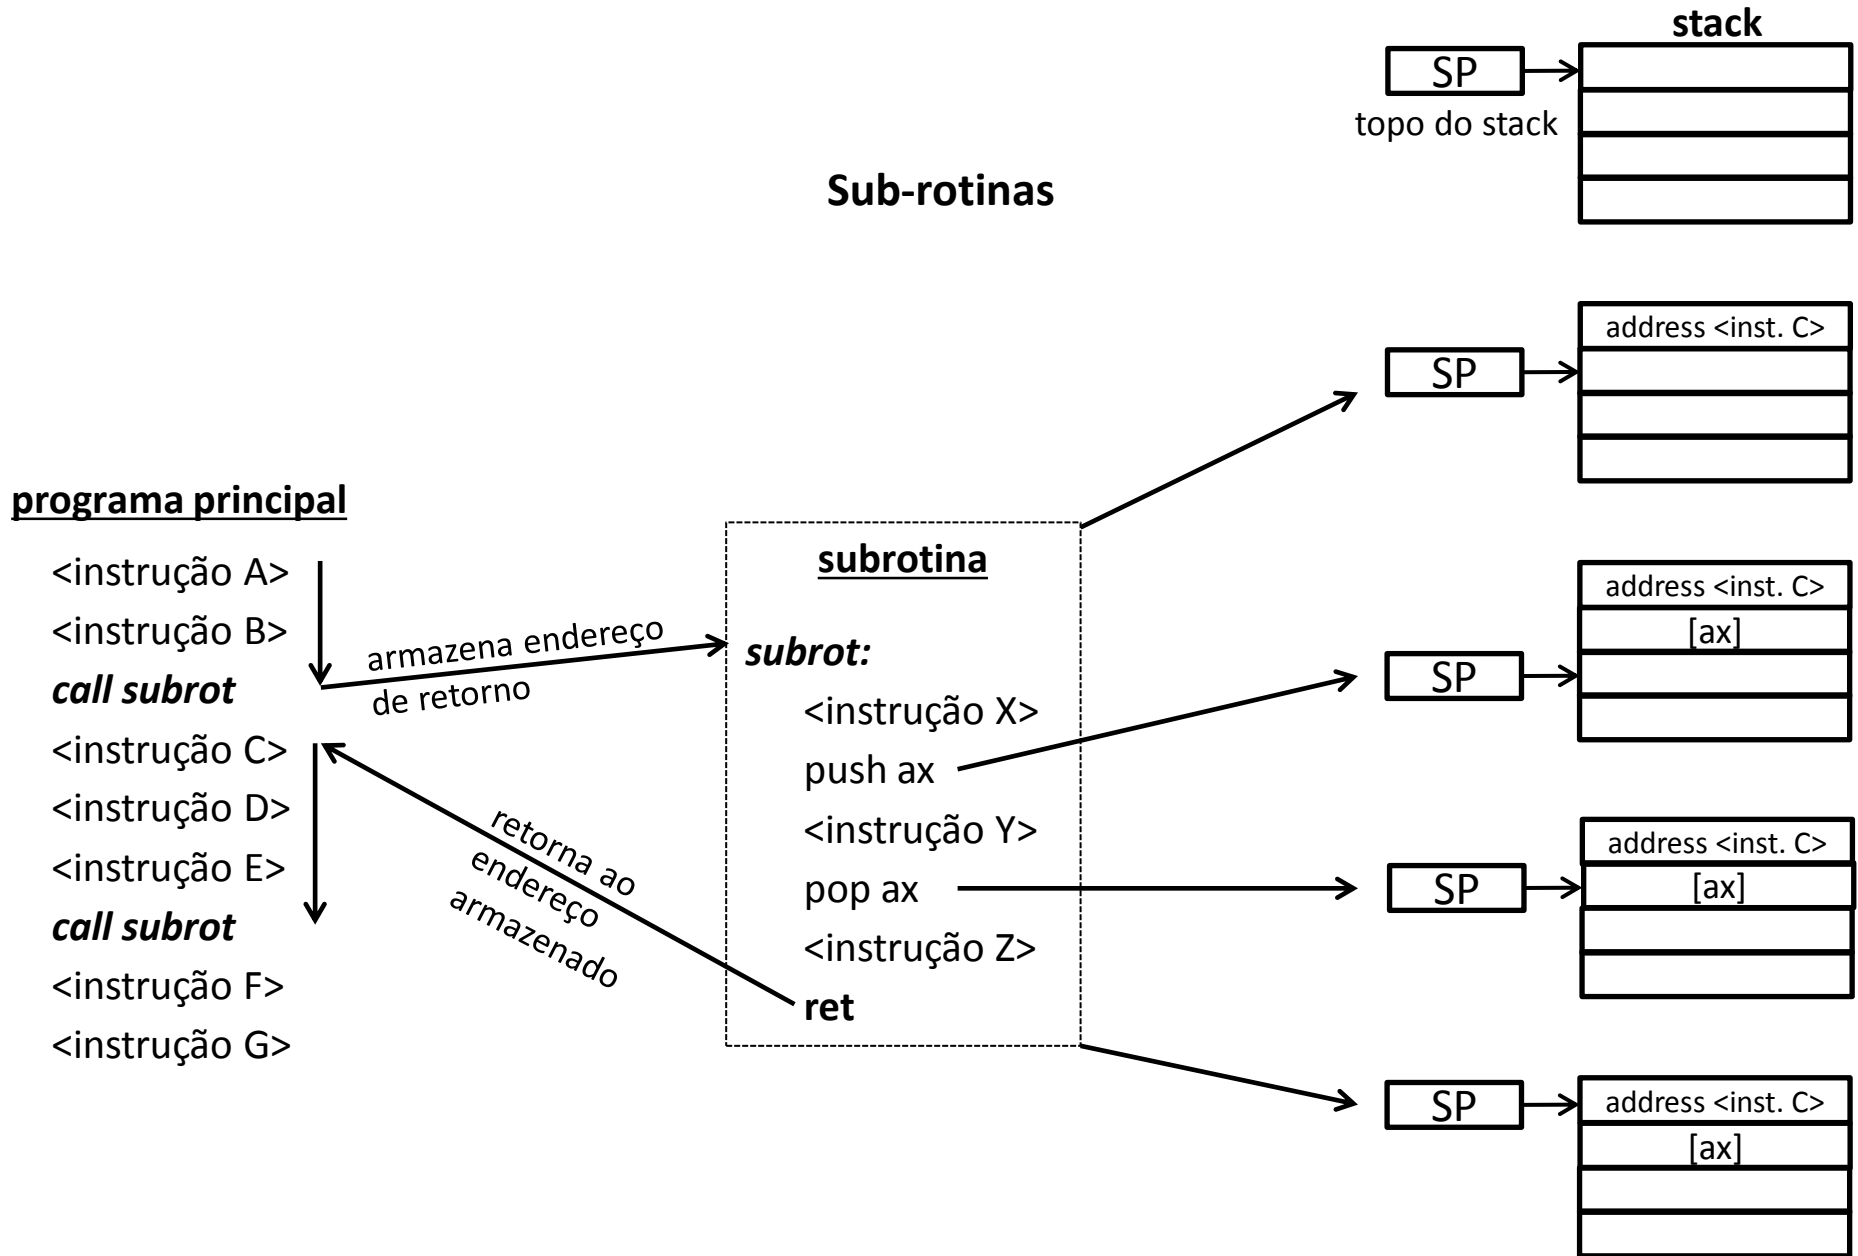 Sub-rotinas
programa principal
<instrução A>
<instrução B>
call subrot
<instrução C>
<instrução D>
<instrução E>
call subrot
<instrução F>
<instrução G>
armazena endereço
de retorno
retorna ao
endereço
armazenado
subrotina
subrot:
<instrução X>
push ax
<instrução Y>
pop ax
<instrução Z>
ret
stack
SP
topo do stack
address <inst. C>
SP
address <inst. C>
[ax]
SP
address <inst. C>
SP
[ax]
SP
address <inst. C>
[ax]